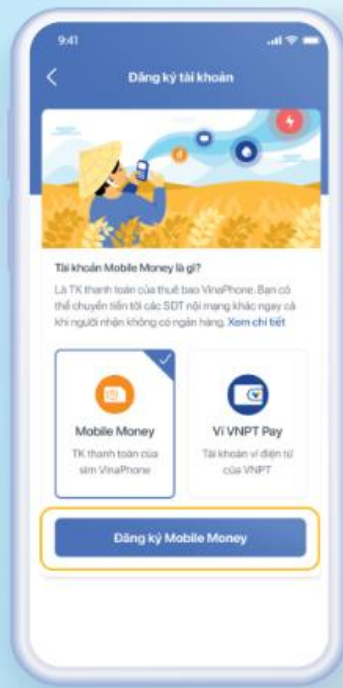 9:41
Đăng ký tài khoản
Tài khoản Mobile Money là gì?
Là TK thanh toán của thuê bao VinaPhone. Bạn có
thể chuyển tiền tới các SDT nội mạng khác ngay cả
khi người nhận không có ngân hàng. Xem chi tiết
Mobile Money
TK thanh toán của
sim VinaPhone
Ví VNPT Pay
Tài khoản ví điện tử
của VNPT
Đăng ký Mobile Money